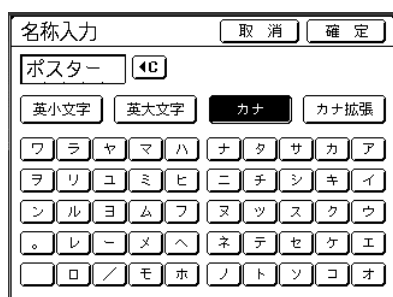 名称入力 取 消 確 定
ポスター ◀C
英小文字 英大文字 カナ カナ拡張
ワ ラ ヤ マ ハ ナ タ サ カ ア
ヲ リ ユ ミ ヒ ニ チ シ キ イ
ン ル ヨ ム フ ヌ ツ ス ク ウ
。 レ ー メ ヘ ネ テ セ ケ エ
ロ ／ モ ホ ノ ト ソ コ オ